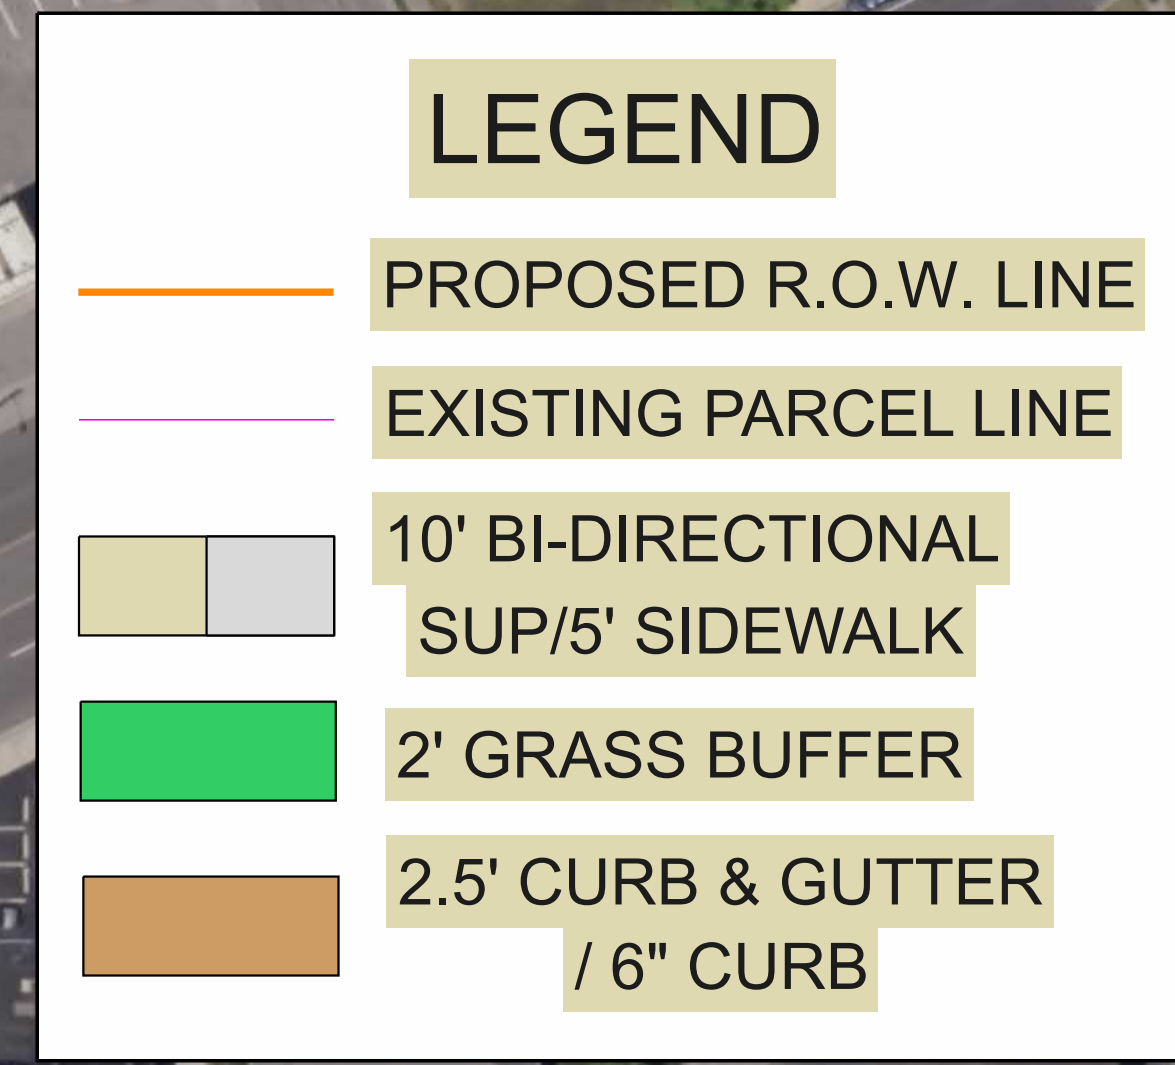 LEGEND
PROPOSED R.O.W. LINE
EXISTING PARCEL LINE
10' BI-DIRECTIONAL
SUP/5' SIDEWALK
2' GRASS BUFFER
2.5' CURB & GUTTER
/ 6" CURB